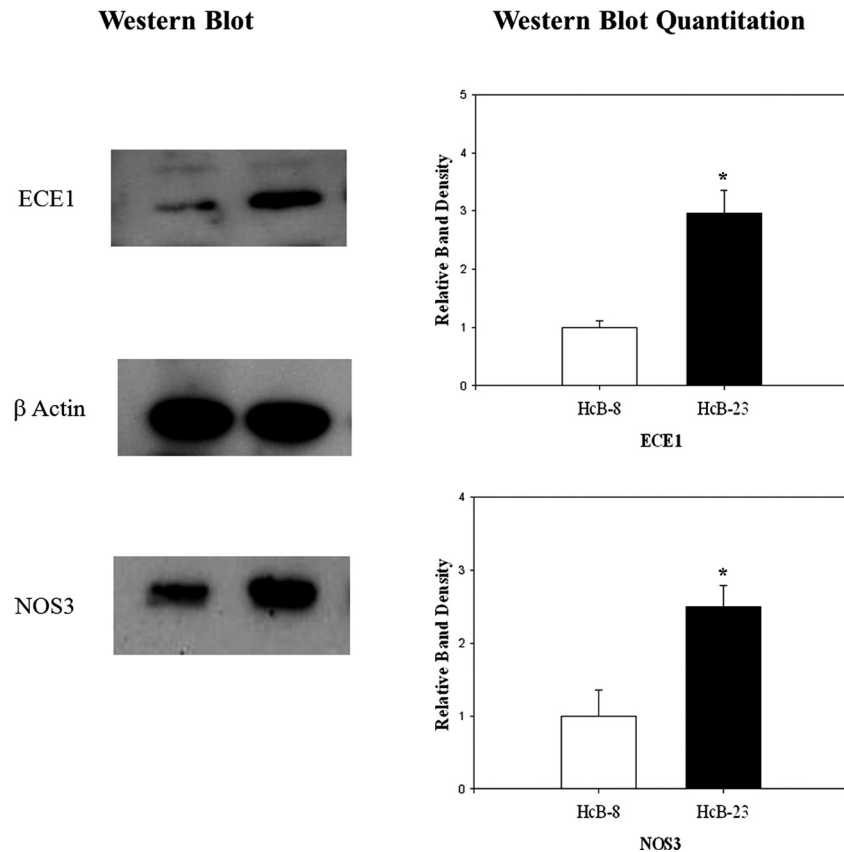 Western Blot
Western Blot Quantitation
ECE1
β Actin
NOS3
Relative Band Density
5
4
3
2
1
0
*
HcB-8 HcB-23
ECE1
Relative Band Density
4
3
2
1
0
*
HcB-8 HcB-23
NOS3